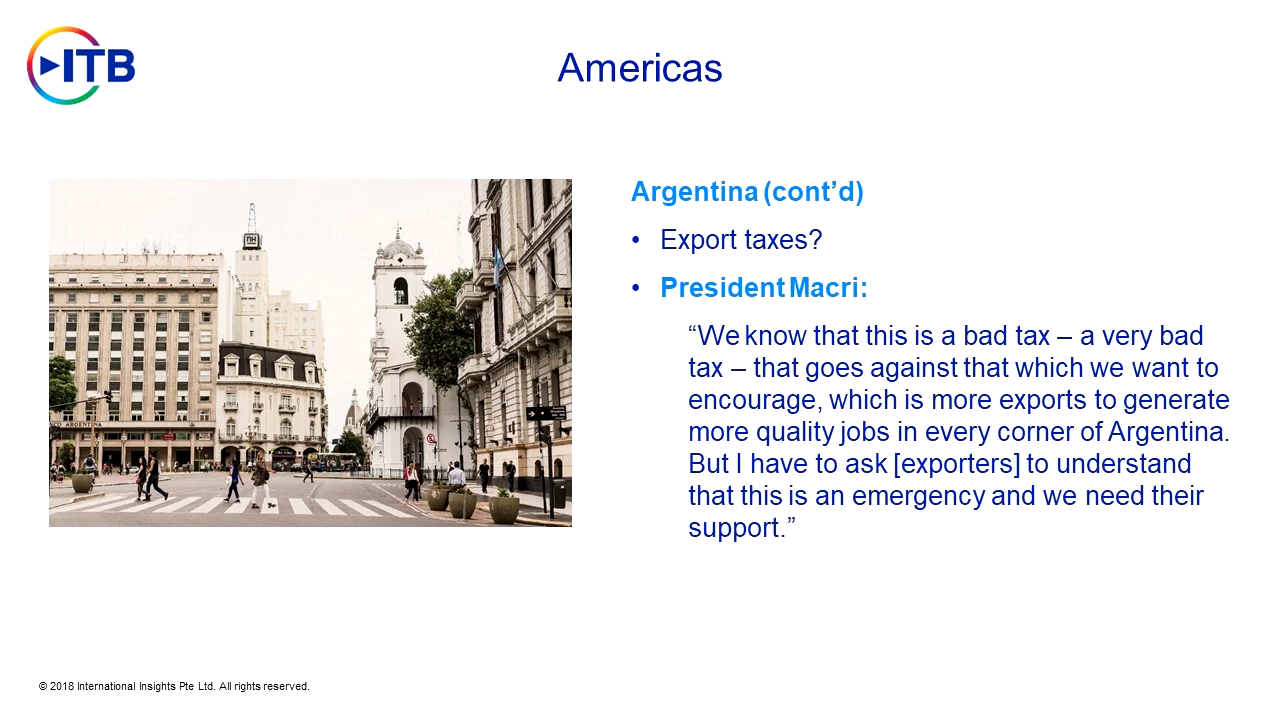 ITB
Americas
Argentina (cont’d)
• Export taxes?
• President Macri:
“We know that this is a bad tax – a very bad
tax – that goes against that which we want to
encourage, which is more exports to generate
more quality jobs in every corner of Argentina.
But I have to ask [exporters] to understand
that this is an emergency and we need their
support.”
ARGENTINA
© 2018 International Insights Pte Ltd. All rights reserved.